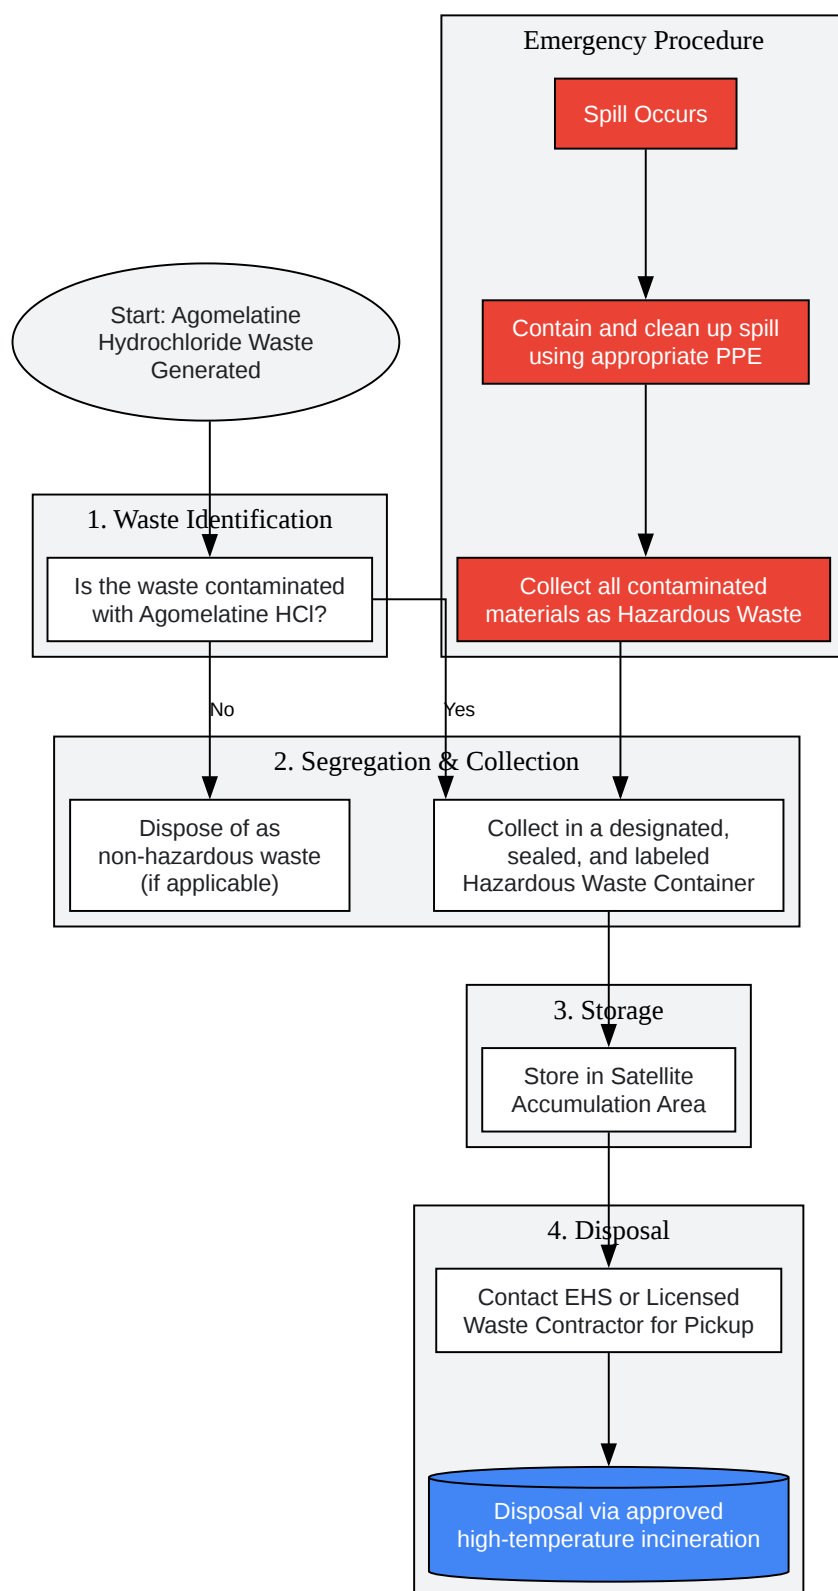 Emergency Procedure
Spill Occurs
Start: Agomelatine
Hydrochloride Waste
Generated
Contain and clean up spill
using appropriate PPE
1. Waste Identification
Is the waste contaminated
with Agomelatine HCl?
Collect all contaminated
materials as Hazardous Waste
No
Yes
2. Segregation & Collection
Dispose of as
non-hazardous waste
(if applicable)
Collect in a designated,
sealed, and labeled
Hazardous Waste Container
3. Storage
Store in Satellite
Accumulation Area
4. Disposal
Contact EHS or Licensed
Waste Contractor for Pickup
Disposal via approved
high-temperature incineration